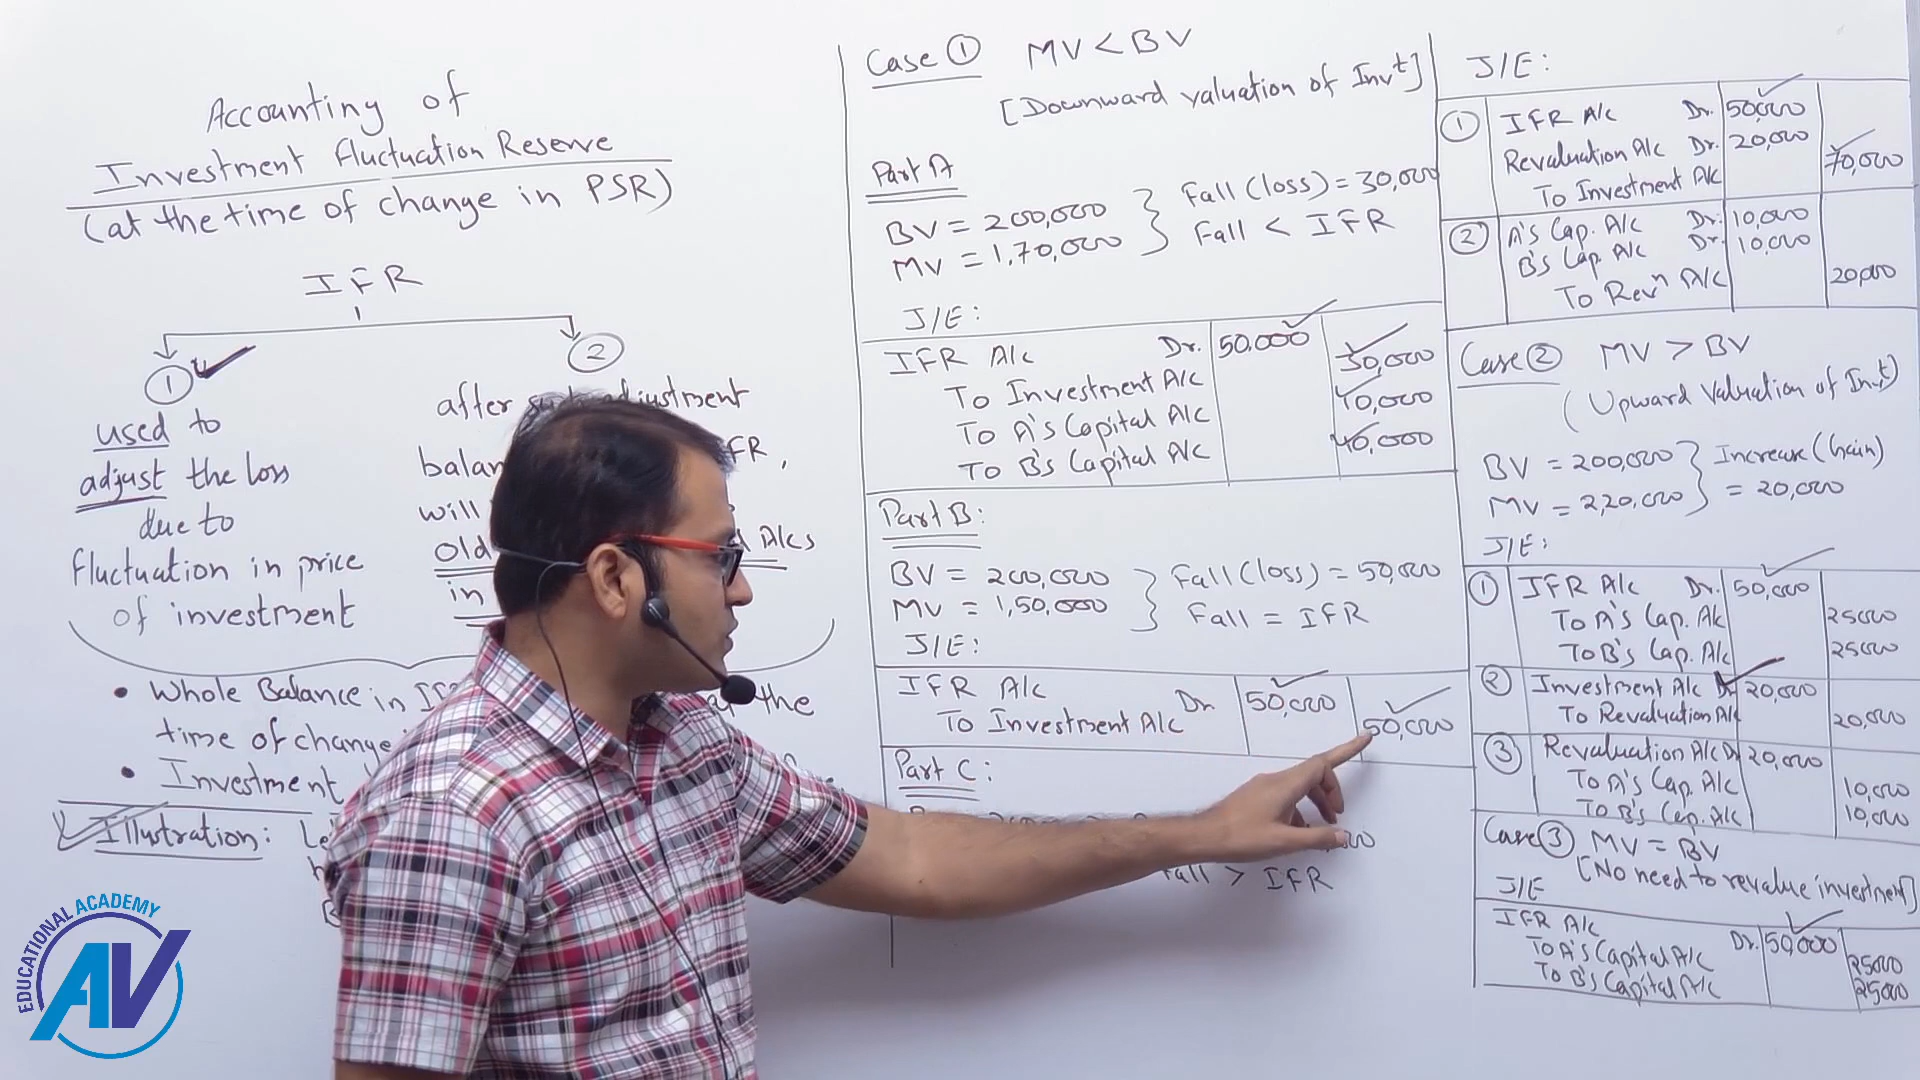 Accounting of
Investment Fluctuation Reserve
(at the time of change in PSR)
IFR
1
2
used to
adjust the loss
due to
fluctuation in price
of investment
after such adjustment
FR,
will
old A/cs
in
• Whole Balance in at the
time of change
• Investment
Illustration:
EDUCATIONAL ACADEMY
AV
Case 1 MV < BV
[Downward valuation of Invt]
Part A
BV = 200,000
MV = 1,70,000
Fall (loss) = 30,000
Fall < IFR
J/E:
IFR A/c Dr. 50,000
To Investment A/c 30,000
To A's Capital A/c 10,000
To B's Capital A/c 10,000
Part B:
BV = 200,000
MV = 1,50,000
Fall (loss) = 50,000
Fall = IFR
J/E:
IFR A/c Dr 50,000
To Investment A/c 50,000
Part C:
Fall > IFR
J/E:
1 IFR A/c Dr. 50,000
Revaluation A/c Dr. 20,000
To Investment A/c 70,000
2 A's Cap. A/c Dr. 10,000
B's Cap A/c Dr. 10,000
To Revn A/c 20,000
Case 2 MV > BV
(Upward Valuation of Invt)
BV = 200,000
MV = 2,20,000
Increase (Gain)
= 20,000
J/E:
1 IFR A/c Dr. 50,000
To A's Cap. A/c 25000
To B's Cap. A/c 25000
2 Investment A/c Dr 20,000
To Revaluation A/c 20,000
3 Revaluation A/c Dr 20,000
To A's Cap. A/c 10,000
To B's Cap. A/c 10,000
Case 3 MV = BV
[No need to revalue investment]
J/E
IFR A/c Dr. 50,000
To A's Capital A/c 25000
To B's Capital A/c 25000